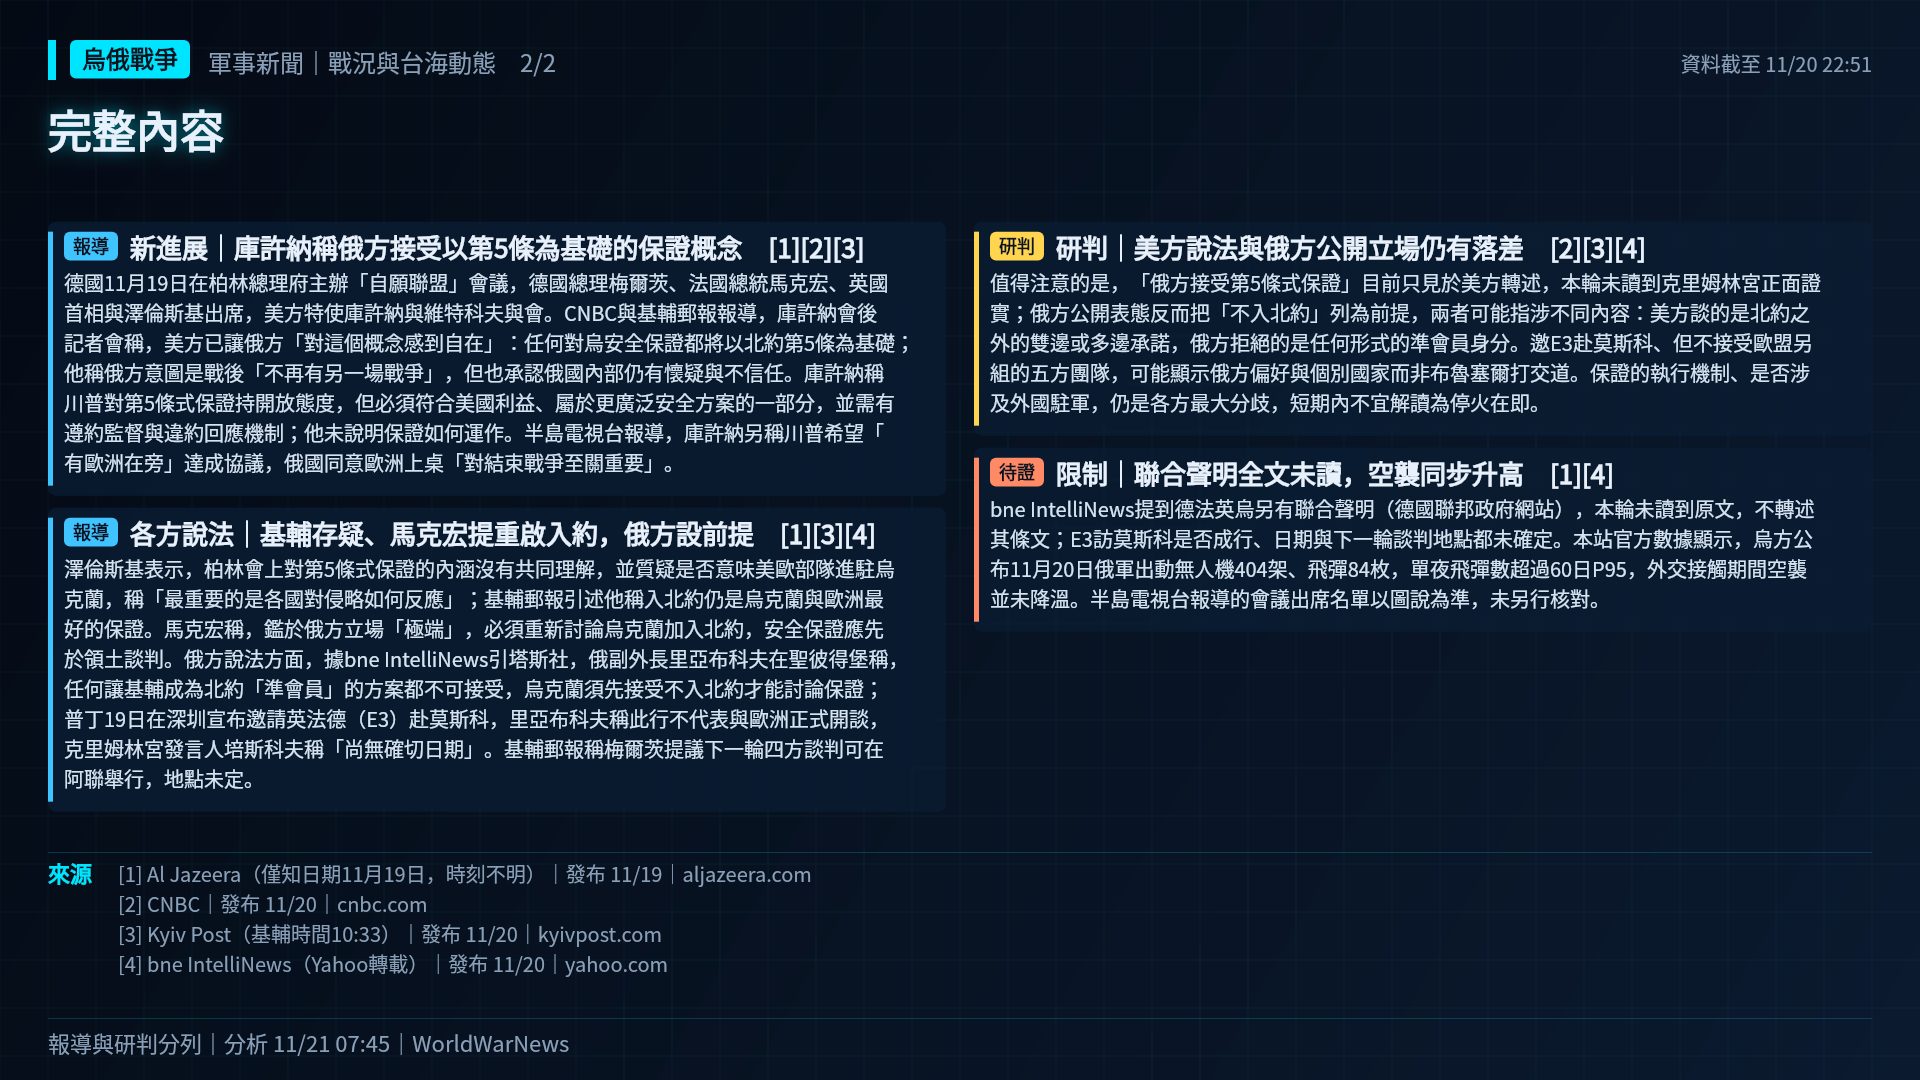 烏俄戰爭 軍事新聞｜戰況與台海動態 2/2
資料截至 11/20 22:51
完整內容
報導 新進展｜庫許納稱俄方接受以第5條為基礎的保證概念 [1][2][3]
德國11月19日在柏林總理府主辦「自願聯盟」會議，德國總理梅爾茨、法國總統馬克宏、英國
首相與澤倫斯基出席，美方特使庫許納與維特科夫與會。CNBC與基輔郵報報導，庫許納會後
記者會稱，美方已讓俄方「對這個概念感到自在」：任何對烏安全保證都將以北約第5條為基礎；
他稱俄方意圖是戰後「不再有另一場戰爭」，但也承認俄國內部仍有懷疑與不信任。庫許納稱
川普對第5條式保證持開放態度，但必須符合美國利益、屬於更廣泛安全方案的一部分，並需有
遵約監督與違約回應機制；他未說明保證如何運作。半島電視台報導，庫許納另稱川普希望「
有歐洲在旁」達成協議，俄國同意歐洲上桌「對結束戰爭至關重要」。
報導 各方說法｜基輔存疑、馬克宏提重啟入約，俄方設前提 [1][3][4]
澤倫斯基表示，柏林會上對第5條式保證的內涵沒有共同理解，並質疑是否意味美歐部隊進駐烏
克蘭，稱「最重要的是各國對侵略如何反應」；基輔郵報引述他稱入北約仍是烏克蘭與歐洲最
好的保證。馬克宏稱，鑑於俄方立場「極端」，必須重新討論烏克蘭加入北約，安全保證應先
於領土談判。俄方說法方面，據bne IntelliNews引塔斯社，俄副外長里亞布科夫在聖彼得堡稱，
任何讓基輔成為北約「準會員」的方案都不可接受，烏克蘭須先接受不入北約才能討論保證；
普丁19日在深圳宣布邀請英法德（E3）赴莫斯科，里亞布科夫稱此行不代表與歐洲正式開談，
克里姆林宮發言人培斯科夫稱「尚無確切日期」。基輔郵報稱梅爾茨提議下一輪四方談判可在
阿聯舉行，地點未定。
研判 研判｜美方說法與俄方公開立場仍有落差 [2][3][4]
值得注意的是，「俄方接受第5條式保證」目前只見於美方轉述，本輪未讀到克里姆林宮正面證
實；俄方公開表態反而把「不入北約」列為前提，兩者可能指涉不同內容：美方談的是北約之
外的雙邊或多邊承諾，俄方拒絕的是任何形式的準會員身分。邀E3赴莫斯科、但不接受歐盟另
組的五方團隊，可能顯示俄方偏好與個別國家而非布魯塞爾打交道。保證的執行機制、是否涉
及外國駐軍，仍是各方最大分歧，短期內不宜解讀為停火在即。
待證 限制｜聯合聲明全文未讀，空襲同步升高 [1][4]
bne IntelliNews提到德法英烏另有聯合聲明（德國聯邦政府網站），本輪未讀到原文，不轉述
其條文；E3訪莫斯科是否成行、日期與下一輪談判地點都未確定。本站官方數據顯示，烏方公
布11月20日俄軍出動無人機404架、飛彈84枚，單夜飛彈數超過60日P95，外交接觸期間空襲
並未降溫。半島電視台報導的會議出席名單以圖說為準，未另行核對。
來源 [1] Al Jazeera（僅知日期11月19日，時刻不明）｜發布 11/19｜aljazeera.com
[2] CNBC｜發布 11/20｜cnbc.com
[3] Kyiv Post（基輔時間10:33）｜發布 11/20｜kyivpost.com
[4] bne IntelliNews（Yahoo轉載）｜發布 11/20｜yahoo.com
報導與研判分列｜分析 11/21 07:45｜WorldWarNews